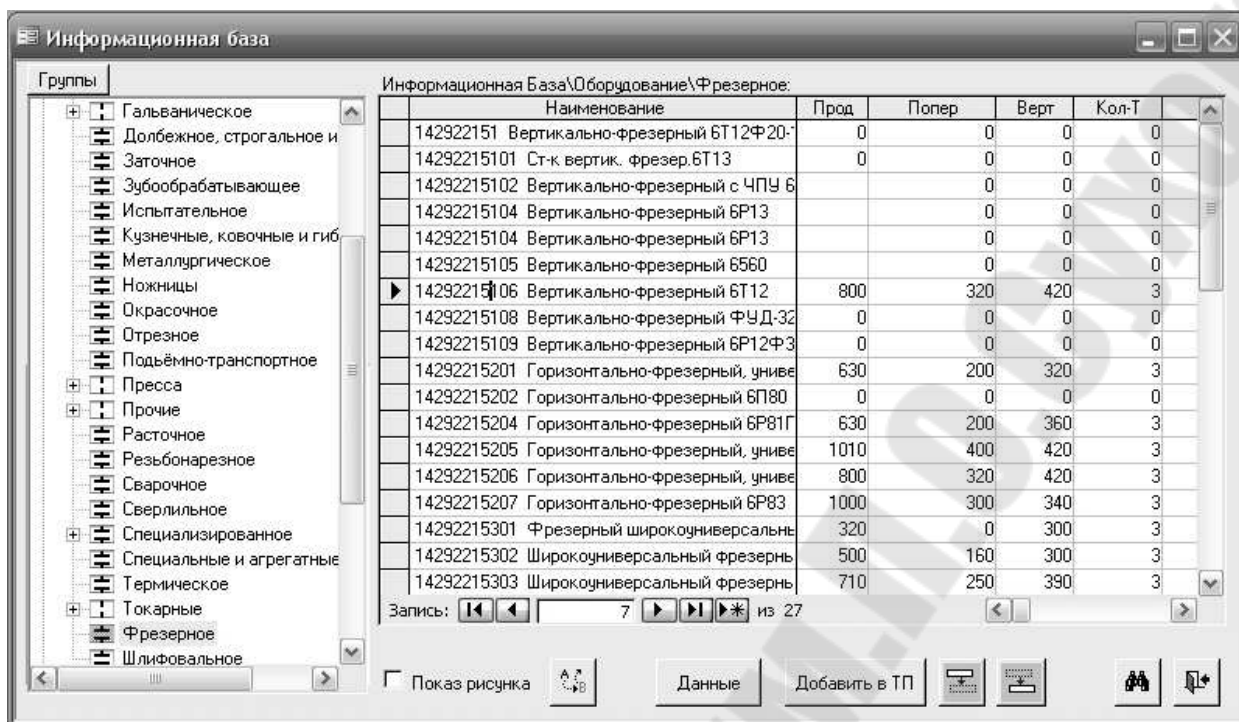 Информационная база
Группы
Гальваническое
Долбежное, строгальное и
Заточное
Зубообрабатывающее
Испытательное
Кузнечные, ковочные и гиб
Металлургическое
Ножницы
Окрасочное
Отрезное
Подьёмно-транспортное
Пресса
Прочие
Расточное
Резьбонарезное
Сварочное
Сверлильное
Специализированное
Специальные и агрегатные
Термическое
Токарные
Фрезерное
Шлифовальное
Информационная База\Оборудование\Фрезерное:
Наименование Прод Попер Верт Кол-Т
142922151 Вертикально-фрезерный 6Т12Ф20- 0 0 0 0
14292215101 Ст-к вертик. фрезер.6Т13 0 0 0 0
14292215102 Вертикально-фрезерный с ЧПУ 6 0 0 0
14292215104 Вертикально-фрезерный 6Р13 0 0 0
14292215104 Вертикально-фрезерный 6Р13 0 0 0
14292215105 Вертикально-фрезерный 6560 0 0 0
14292215106 Вертикально-фрезерный 6Т12 800 320 420 3
14292215108 Вертикально-фрезерный ФУД-32 0 0 0 0
14292215109 Вертикально-фрезерный 6Р12Ф3 0 0 0 0
14292215201 Горизонтально-фрезерный, униве 630 200 320 3
14292215202 Горизонтально-фрезерный 6П80 0 0 0 0
14292215204 Горизонтально-фрезерный 6Р81Г 630 200 360 3
14292215205 Горизонтально-фрезерный, униве 1010 400 420 3
14292215206 Горизонтально-фрезерный, униве 800 320 420 3
14292215207 Горизонтально-фрезерный 6Р83 1000 300 340 3
14292215301 Фрезерный широкоуниверсальн 320 0 300 3
14292215302 Широкоуниверсальный фрезерн 500 160 300 3
14292215303 Широкоуниверсальный фрезерн 710 250 390 3
Запись: 7 из 27
Показ рисунка
Данные
Добавить в ТП